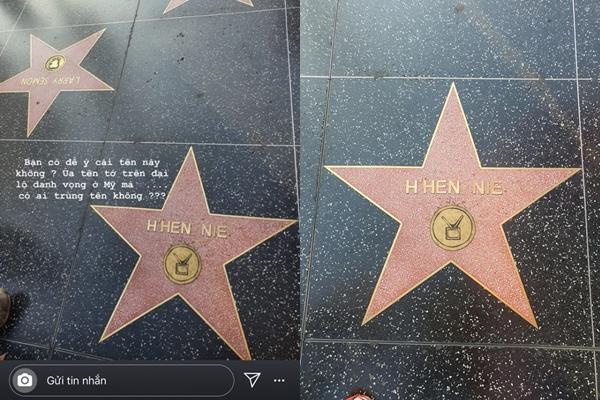 LARRY SEMON
Bạn có để ý cái tên này
không ? Ủa tên tớ trên đại
lộ danh vọng ở Mỹ mà
có ai trùng tên không ???
H'HEN NIE
Gửi tin nhắn
H'HEN NIE